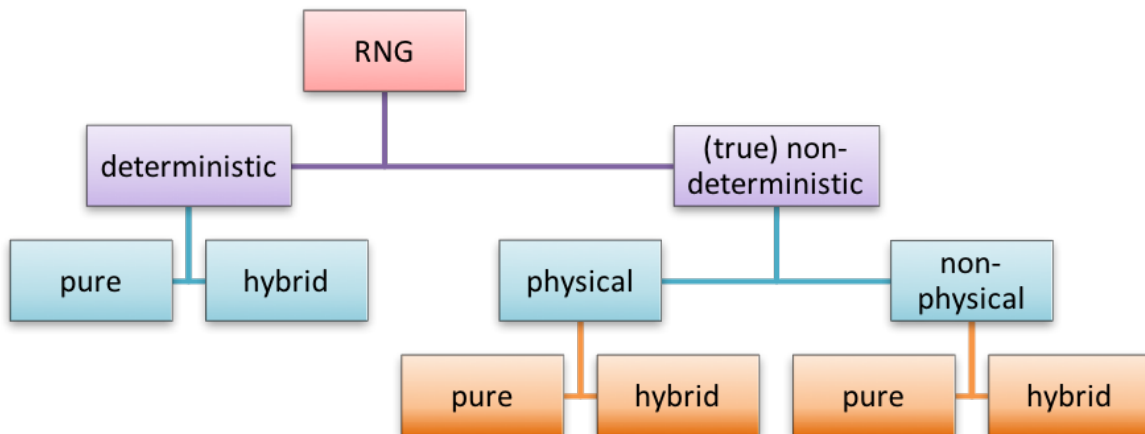 RNG
deterministic
(true) non-
deterministic
pure
hybrid
physical
non-
physical
pure
hybrid
pure
hybrid